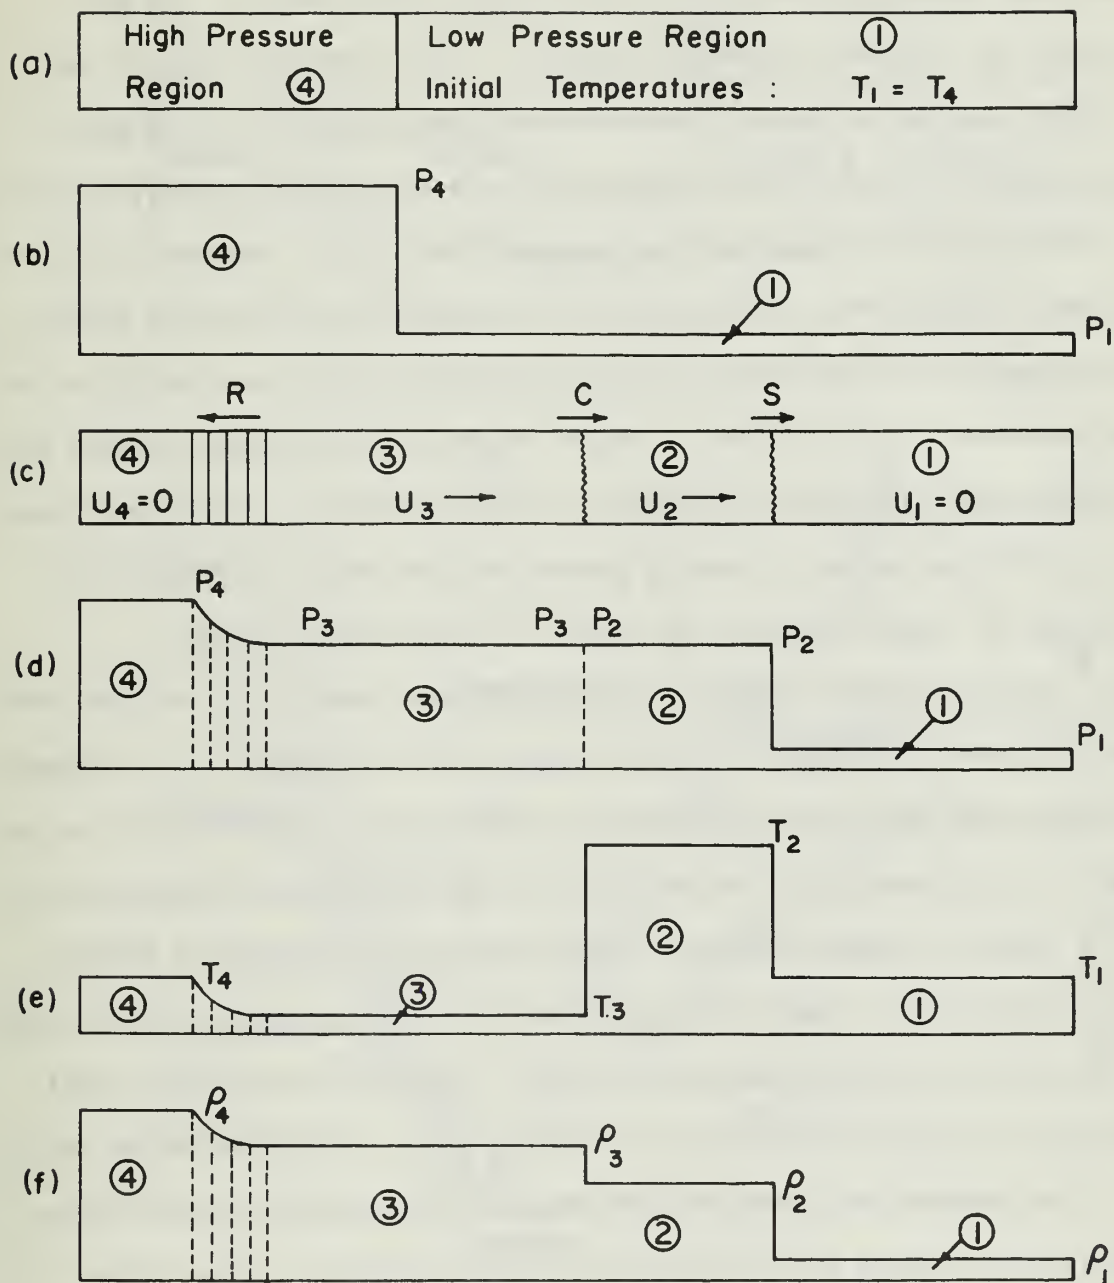 (a)
High Pressure
Region ④
Low Pressure Region ①
Initial Temperatures : T₁ = T₄
(b)
P₄
④
①
P₁
(c)
R
C
S
④
③
②
①
U₄ = 0
U₃
U₂
U₁ = 0
(d)
P₄
P₃
P₃
P₂
P₂
④
③
②
①
P₁
(e)
T₂
②
T₄
③
T₁
④
T.₃
①
(f)
ρ₄
ρ₃
④
③
ρ₂
②
①
ρ₁